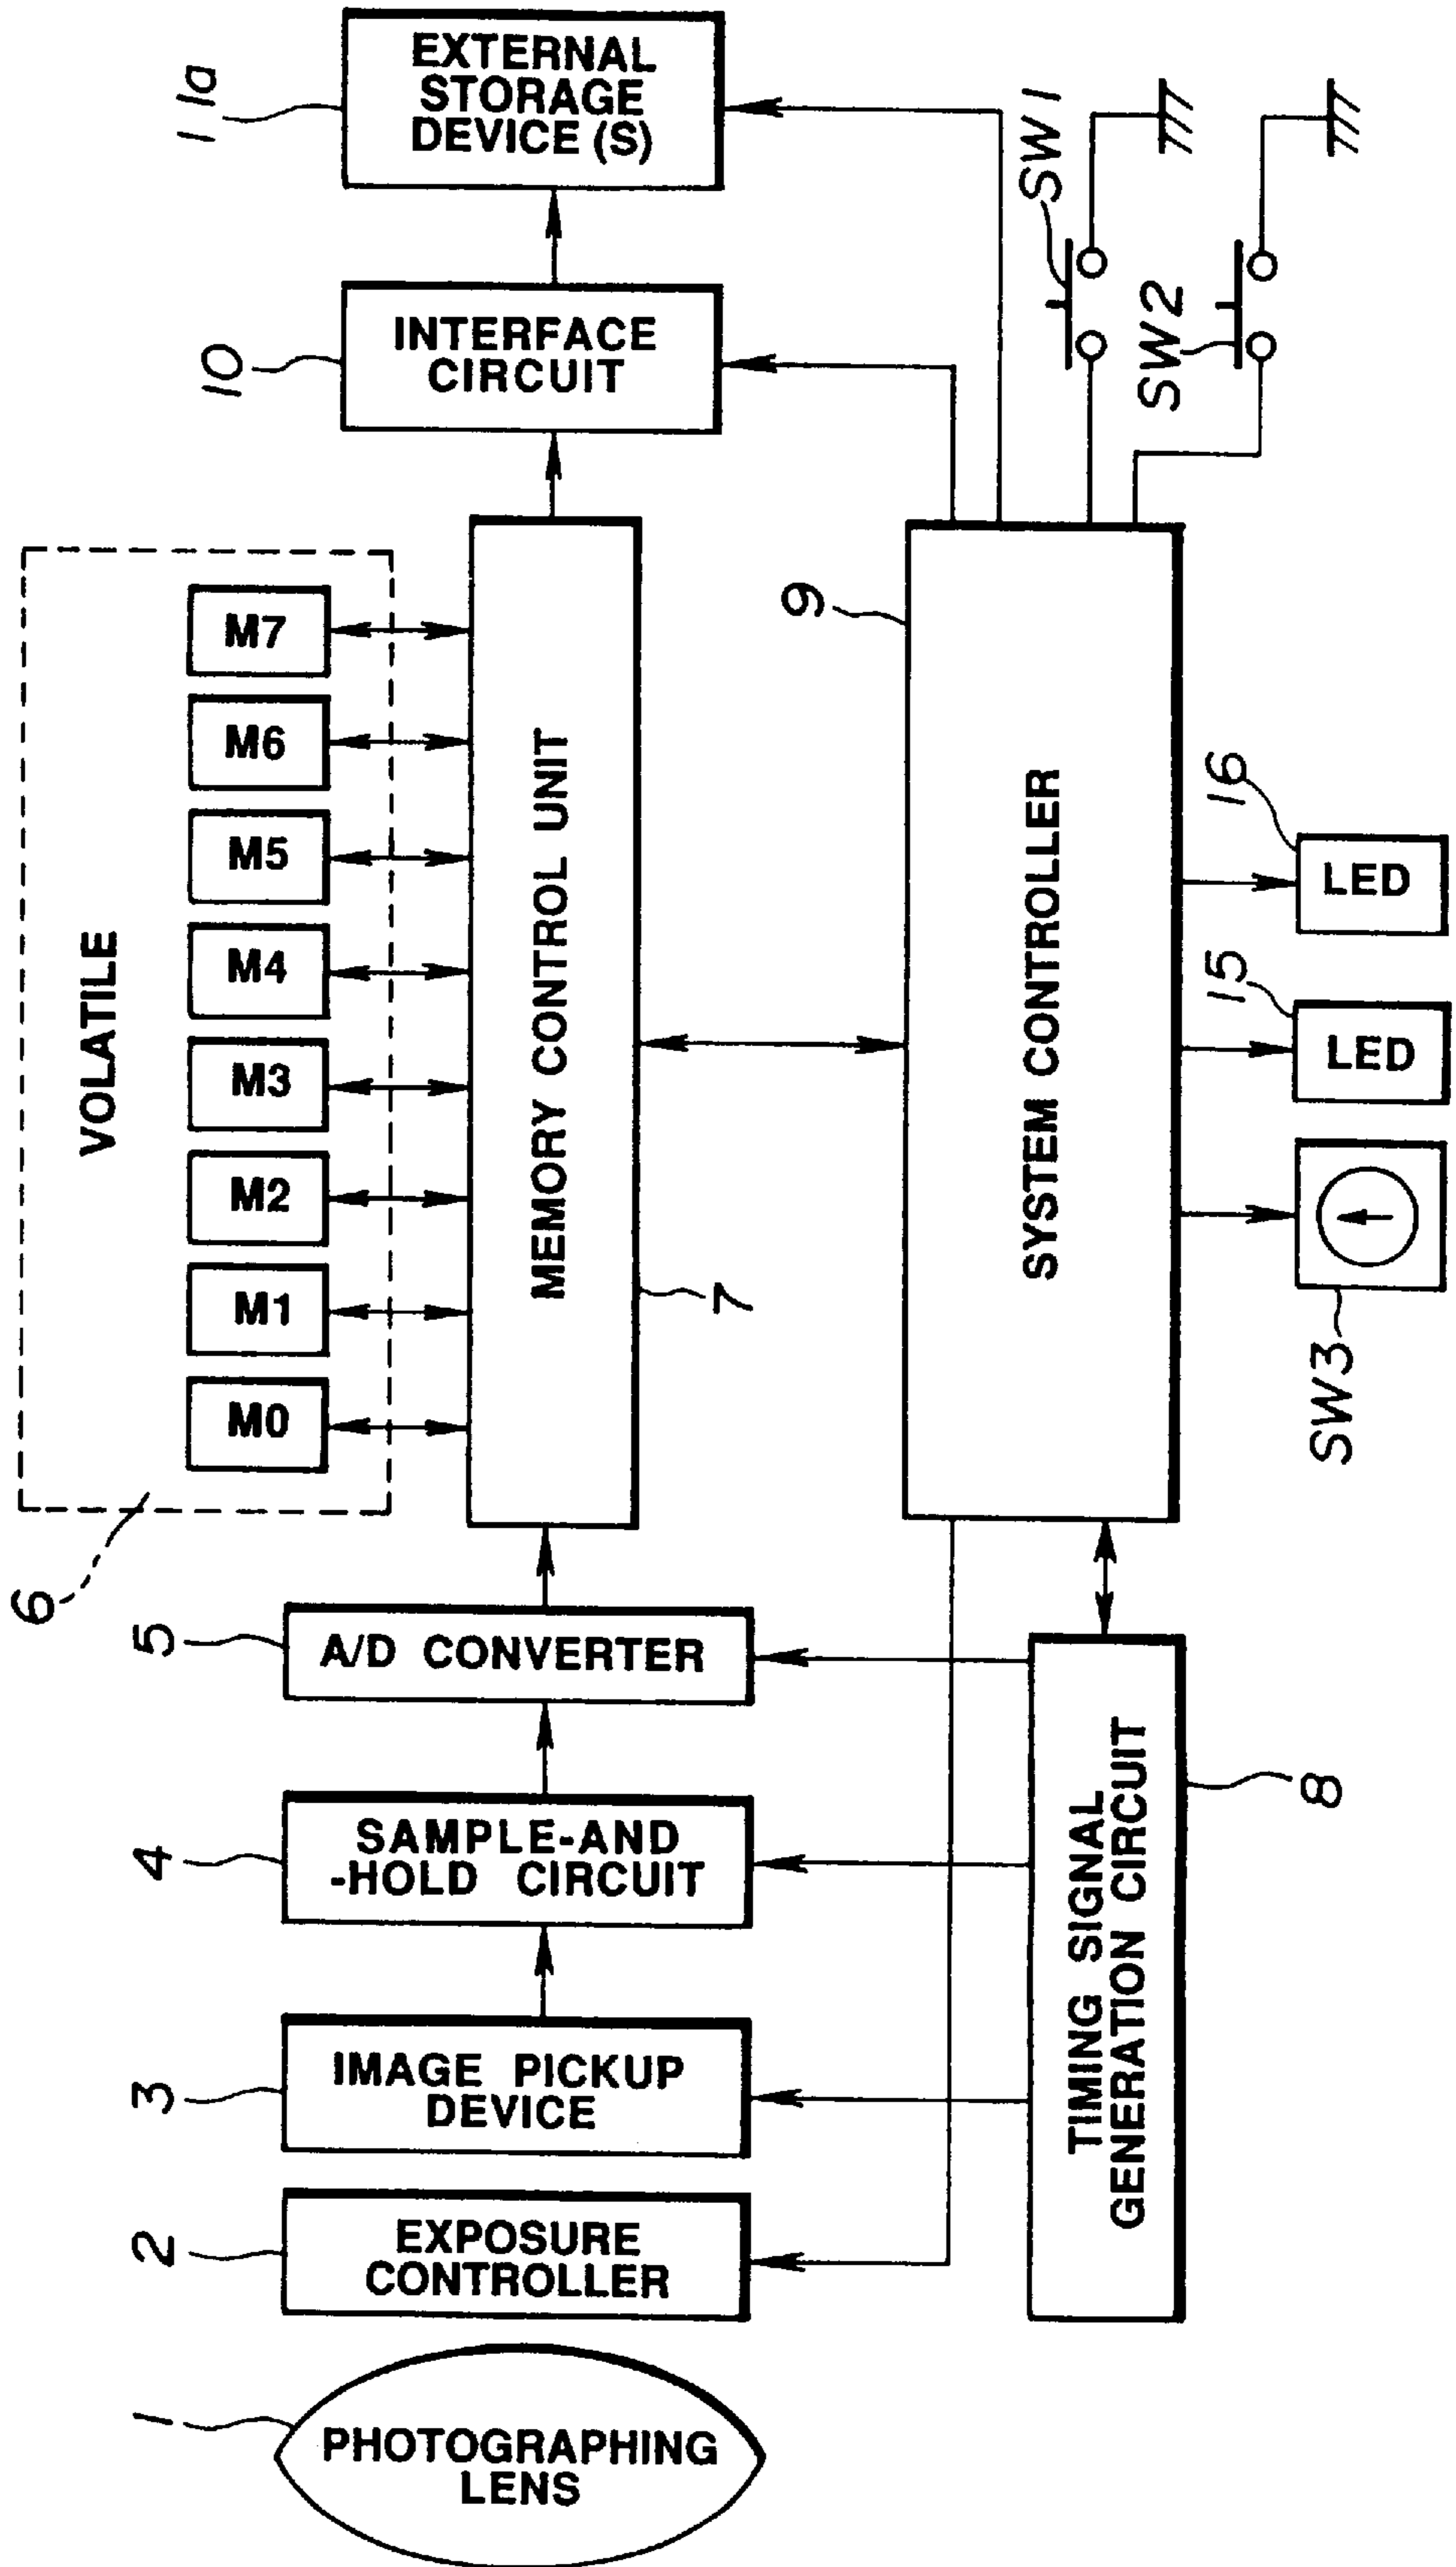 11a
EXTERNAL
STORAGE
DEVICE (S)
10
INTERFACE
CIRCUIT
SW1
SW2
VOLATILE
M7
M6
M5
M4
M3
M2
M1
M0
6
MEMORY CONTROL UNIT
7
9
SYSTEM CONTROLLER
16
LED
15
LED
SW3
5
A/D CONVERTER
4
SAMPLE-AND
-HOLD CIRCUIT
3
IMAGE PICKUP
DEVICE
2
EXPOSURE
CONTROLLER
TIMING SIGNAL
GENERATION CIRCUIT
8
1
PHOTOGRAPHING
LENS